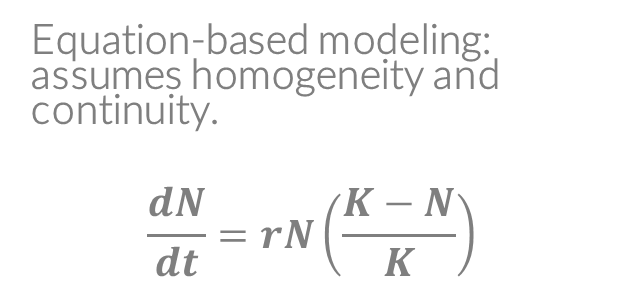 Equation-based modeling:
assumes homogeneity and
continuity.
dN/dt = rN((K − N)/K)